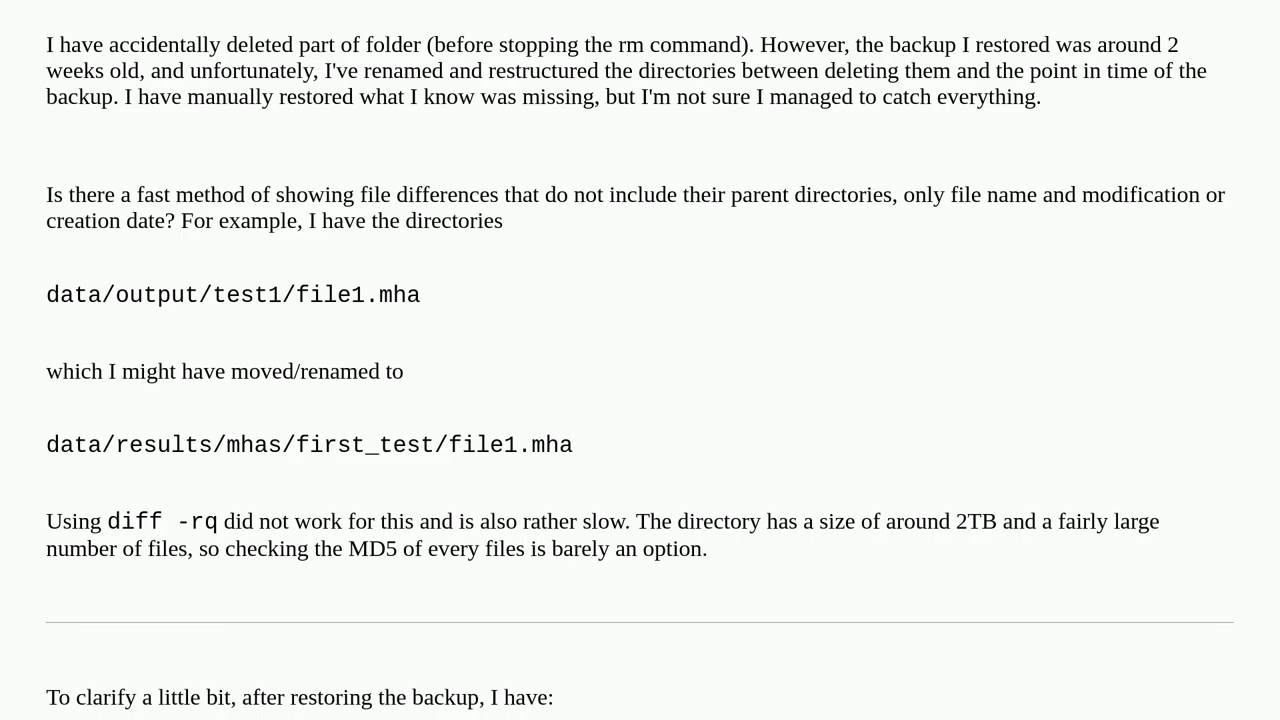 I have accidentally deleted part of folder (before stopping the rm command). However, the backup I restored was around 2
weeks old, and unfortunately, I've renamed and restructured the directories between deleting them and the point in time of the
backup. I have manually restored what I know was missing, but I'm not sure I managed to catch everything.
Is there a fast method of showing file differences that do not include their parent directories, only file name and modification or
creation date? For example, I have the directories
data/output/test1/file1.mha
which I might have moved/renamed to
data/results/mhas/first_test/file1.mha
Using diff -rq did not work for this and is also rather slow. The directory has a size of around 2TB and a fairly large
number of files, so checking the MD5 of every files is barely an option.
To clarify a little bit, after restoring the backup, I have: